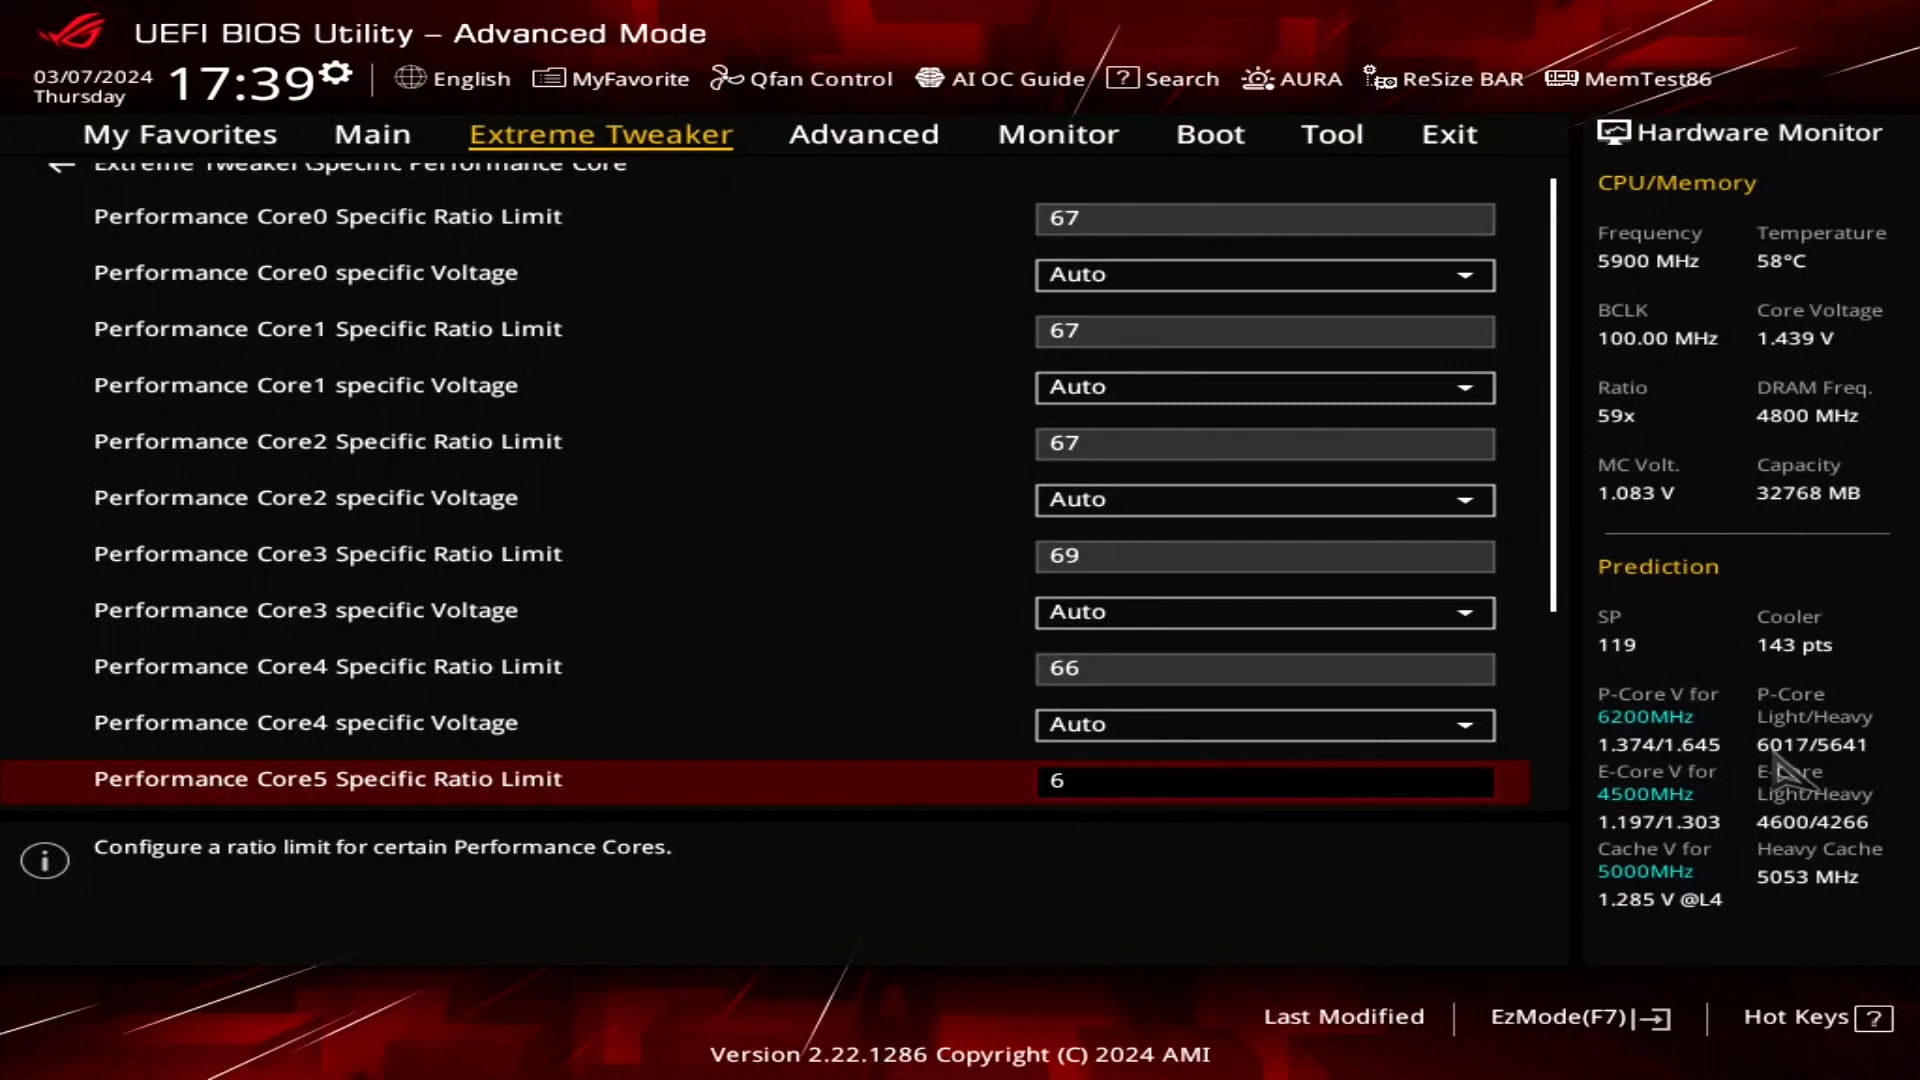 UEFI BIOS Utility – Advanced Mode
03/07/2024
Thursday
17:39
English
MyFavorite
Qfan Control
AI OC Guide
? Search
AURA
ReSize BAR
MemTest86
My Favorites
Main
Extreme Tweaker
Advanced
Monitor
Boot
Tool
Exit
Extreme Tweaker\Specific Performance Core
Performance Core0 Specific Ratio Limit 67
Performance Core0 specific Voltage Auto
Performance Core1 Specific Ratio Limit 67
Performance Core1 specific Voltage Auto
Performance Core2 Specific Ratio Limit 67
Performance Core2 specific Voltage Auto
Performance Core3 Specific Ratio Limit 69
Performance Core3 specific Voltage Auto
Performance Core4 Specific Ratio Limit 66
Performance Core4 specific Voltage Auto
Performance Core5 Specific Ratio Limit 6
i Configure a ratio limit for certain Performance Cores.
Hardware Monitor
CPU/Memory
Frequency Temperature
5900 MHz 58°C
BCLK Core Voltage
100.00 MHz 1.439 V
Ratio DRAM Freq.
59x 4800 MHz
MC Volt. Capacity
1.083 V 32768 MB
Prediction
SP Cooler
119 143 pts
P-Core V for P-Core
6200MHz Light/Heavy
1.374/1.645 6017/5641
E-Core V for E-Core
4500MHz Light/Heavy
1.197/1.303 4600/4266
Cache V for Heavy Cache
5000MHz 5053 MHz
1.285 V @L4
Last Modified
EzMode(F7)
Hot Keys ?
Version 2.22.1286 Copyright (C) 2024 AMI